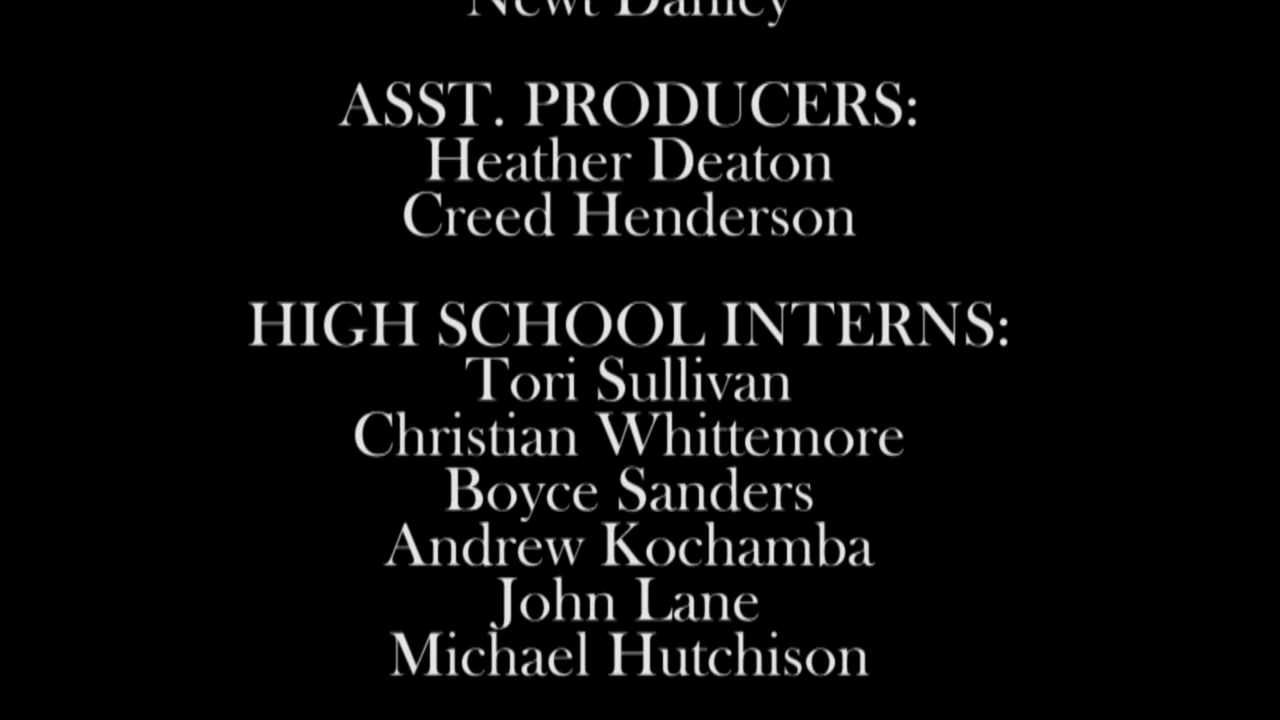 ASST. PRODUCERS:
Heather Deaton
Creed Henderson
HIGH SCHOOL INTERNS:
Tori Sullivan
Christian Whittemore
Boyce Sanders
Andrew Kochamba
John Lane
Michael Hutchison